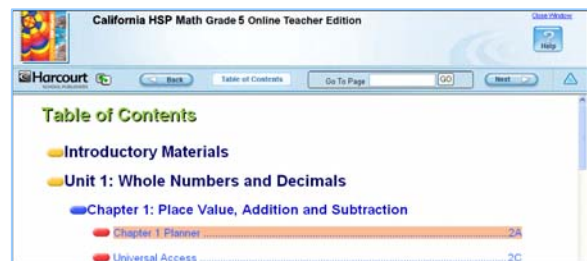 California HSP Math Grade 5 Online Teacher Edition
Close Window
Help
Harcourt
SCHOOL PUBLISHERS
Back
Table of Contents
Go To Page
GO
Next
Table of Contents
Introductory Materials
Unit 1: Whole Numbers and Decimals
Chapter 1: Place Value, Addition and Subtraction
Chapter 1 Planner 2A
Universal Access 2C